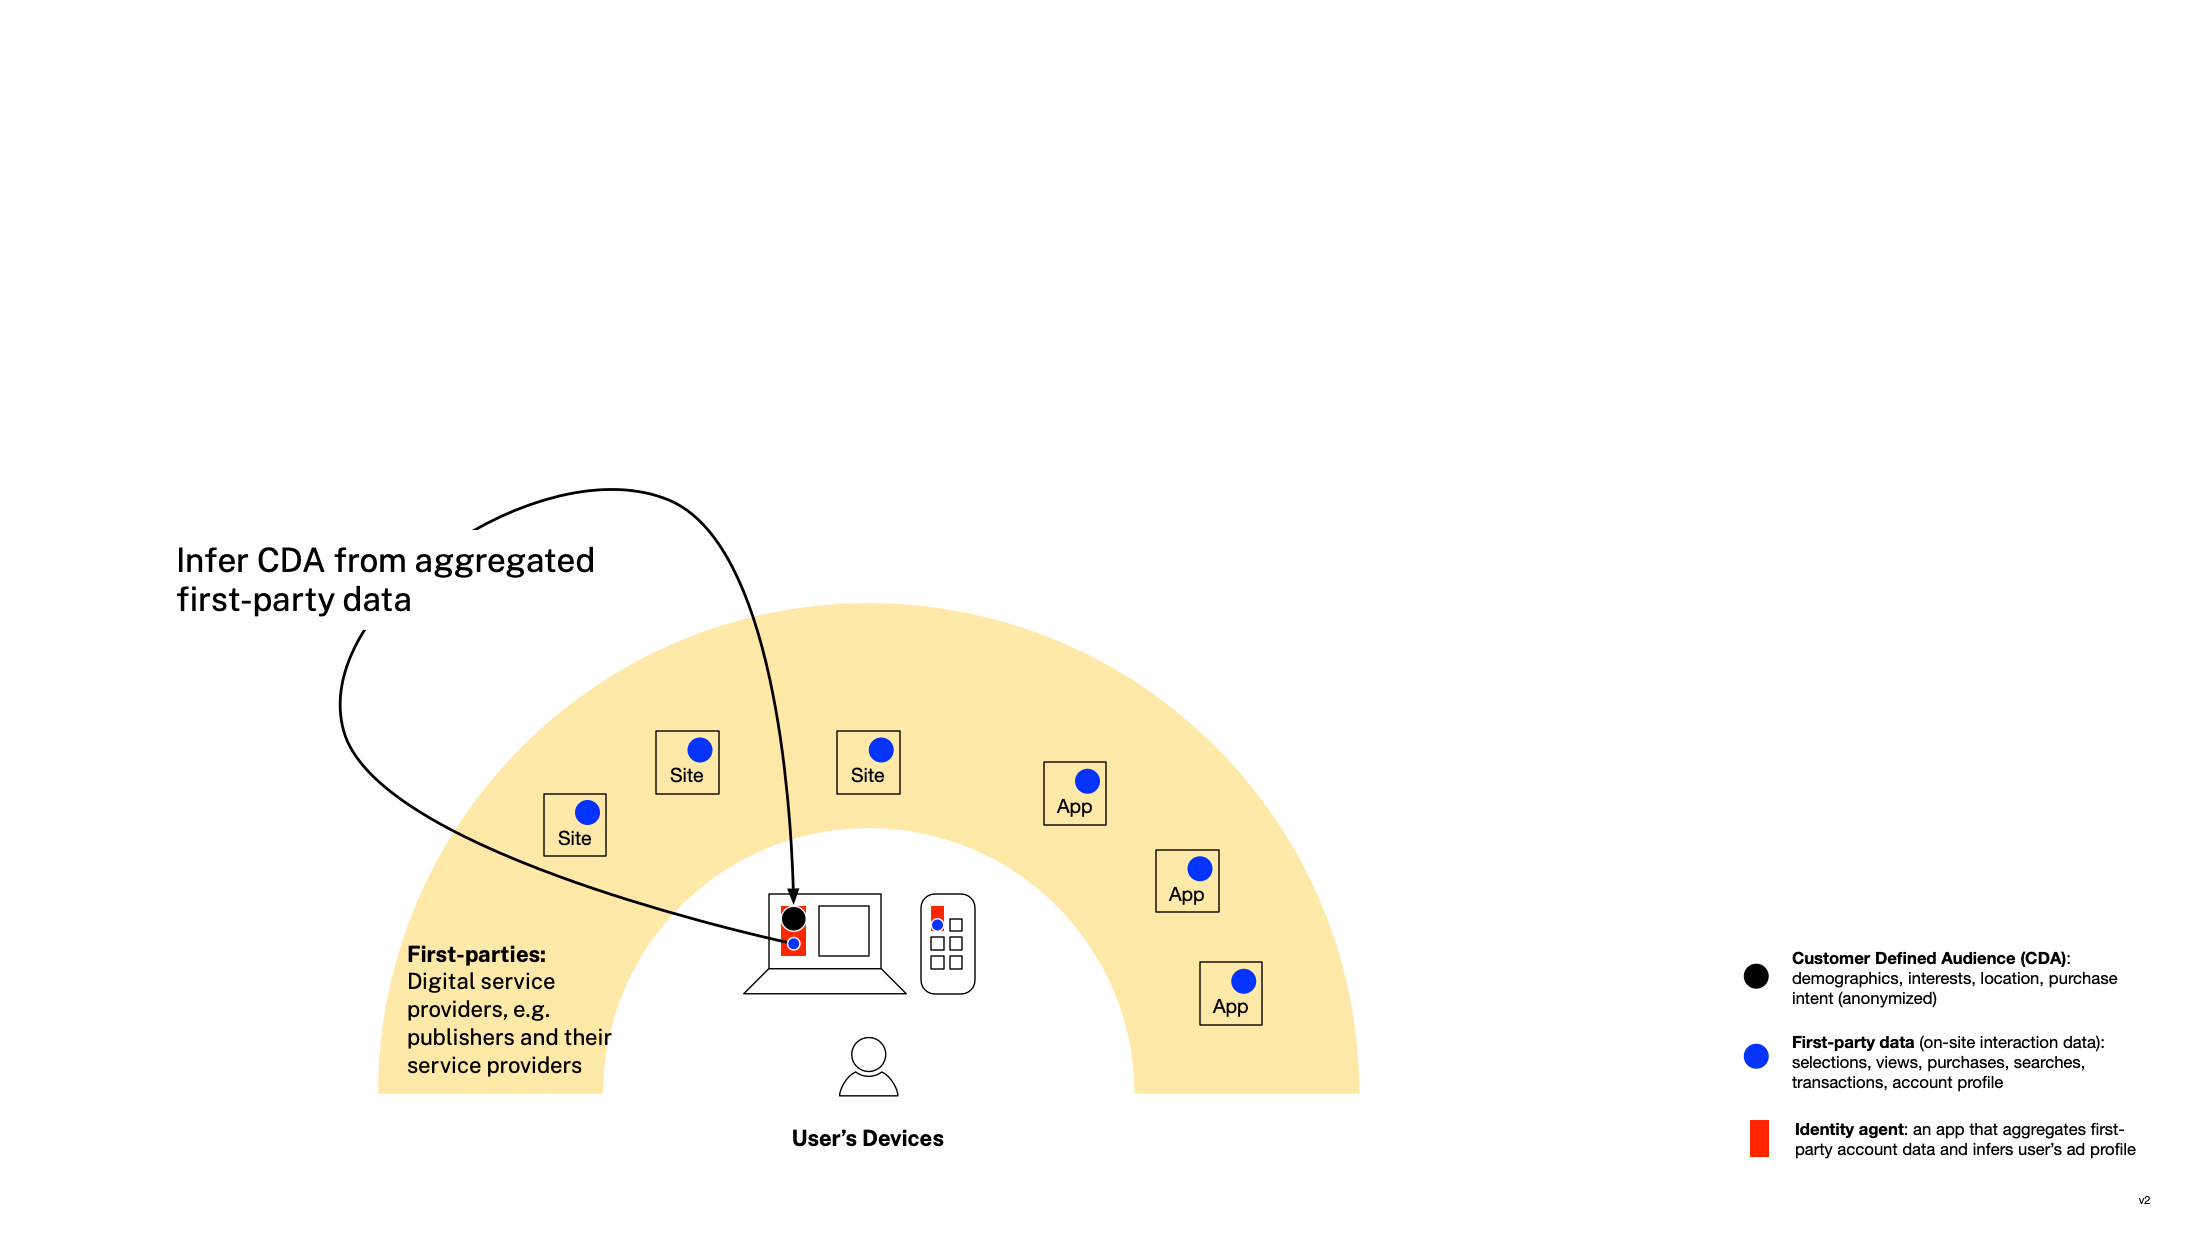 Infer CDA from aggregated
first-party data
Site
Site
Site
App
App
App
First-parties:
Digital service
providers, e.g.
publishers and their
service providers
User’s Devices
Customer Defined Audience (CDA):
demographics, interests, location, purchase
intent (anonymized)
First-party data (on-site interaction data):
selections, views, purchases, searches,
transactions, account profile
Identity agent: an app that aggregates first-
party account data and infers user’s ad profile
v2